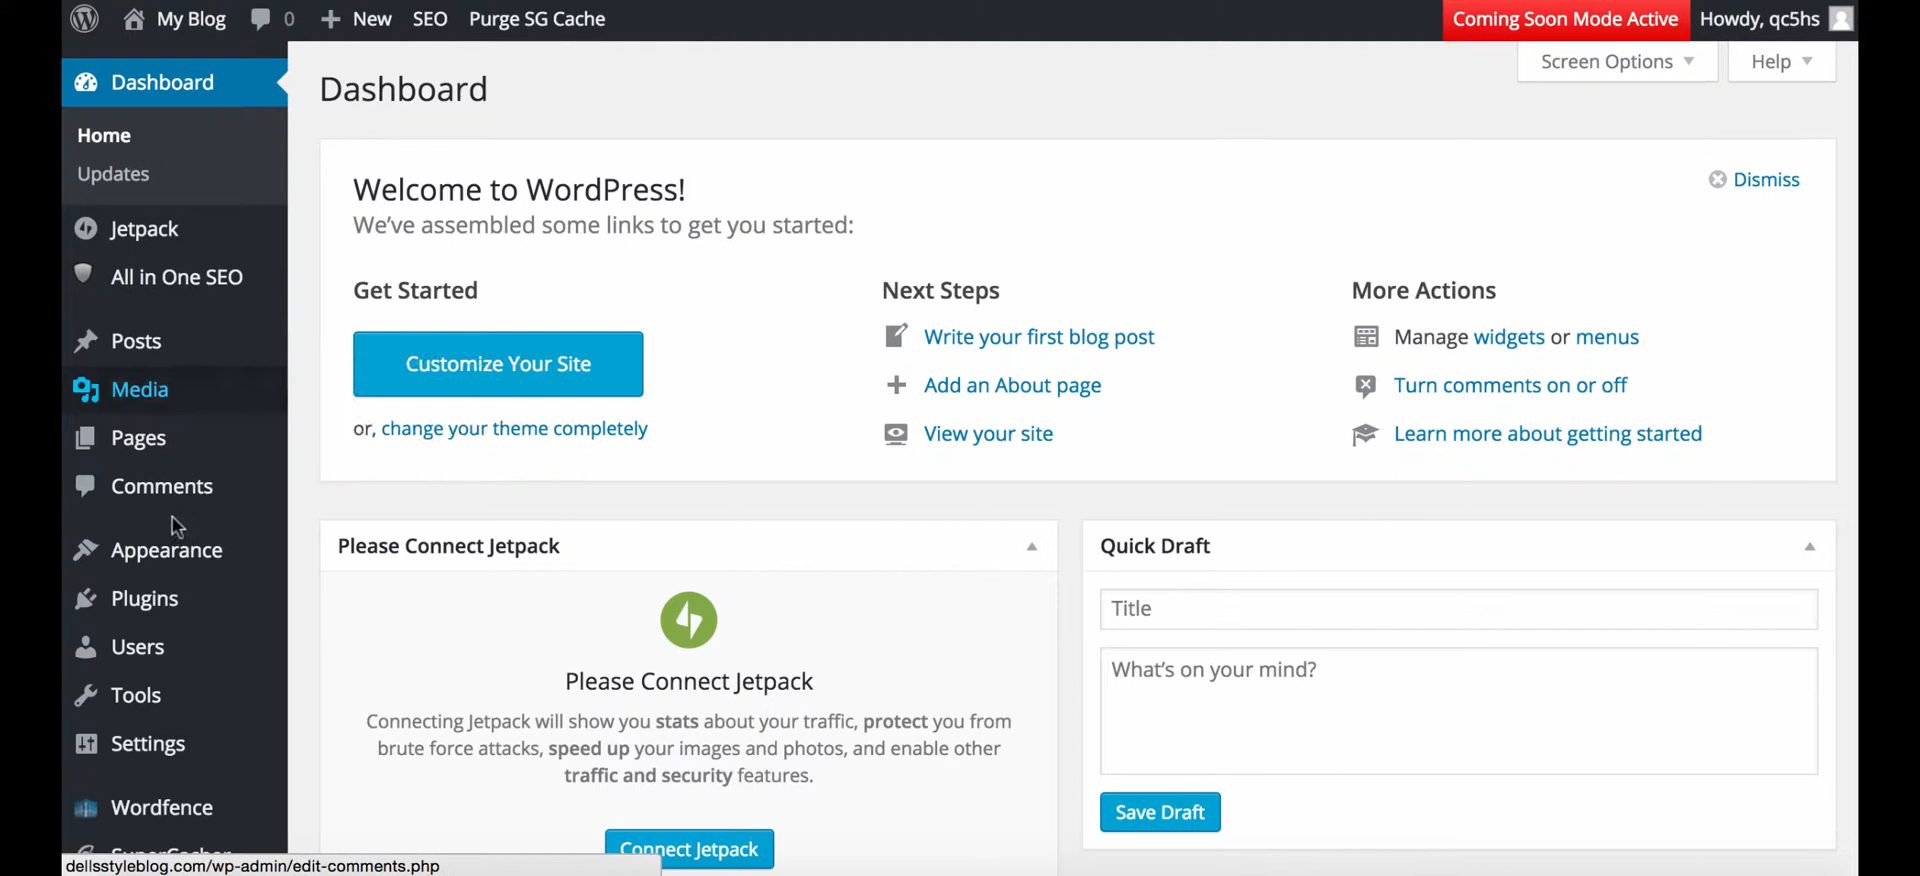 My Blog 0 New SEO Purge SG Cache Coming Soon Mode Active Howdy, qc5hs
Screen Options Help
Dashboard
Home
Updates
Jetpack
All in One SEO
Posts
Media
Pages
Comments
Appearance
Plugins
Users
Tools
Settings
Wordfence
SuperCacher
Dashboard
Welcome to WordPress!
Dismiss
We've assembled some links to get you started:
Get Started
Customize Your Site
or, change your theme completely
Next Steps
Write your first blog post
Add an About page
View your site
More Actions
Manage widgets or menus
Turn comments on or off
Learn more about getting started
Please Connect Jetpack
Please Connect Jetpack
Connecting Jetpack will show you stats about your traffic, protect you from
brute force attacks, speed up your images and photos, and enable other
traffic and security features.
Connect Jetpack
Quick Draft
Title
What's on your mind?
Save Draft
dellsstyleblog.com/wp-admin/edit-comments.php